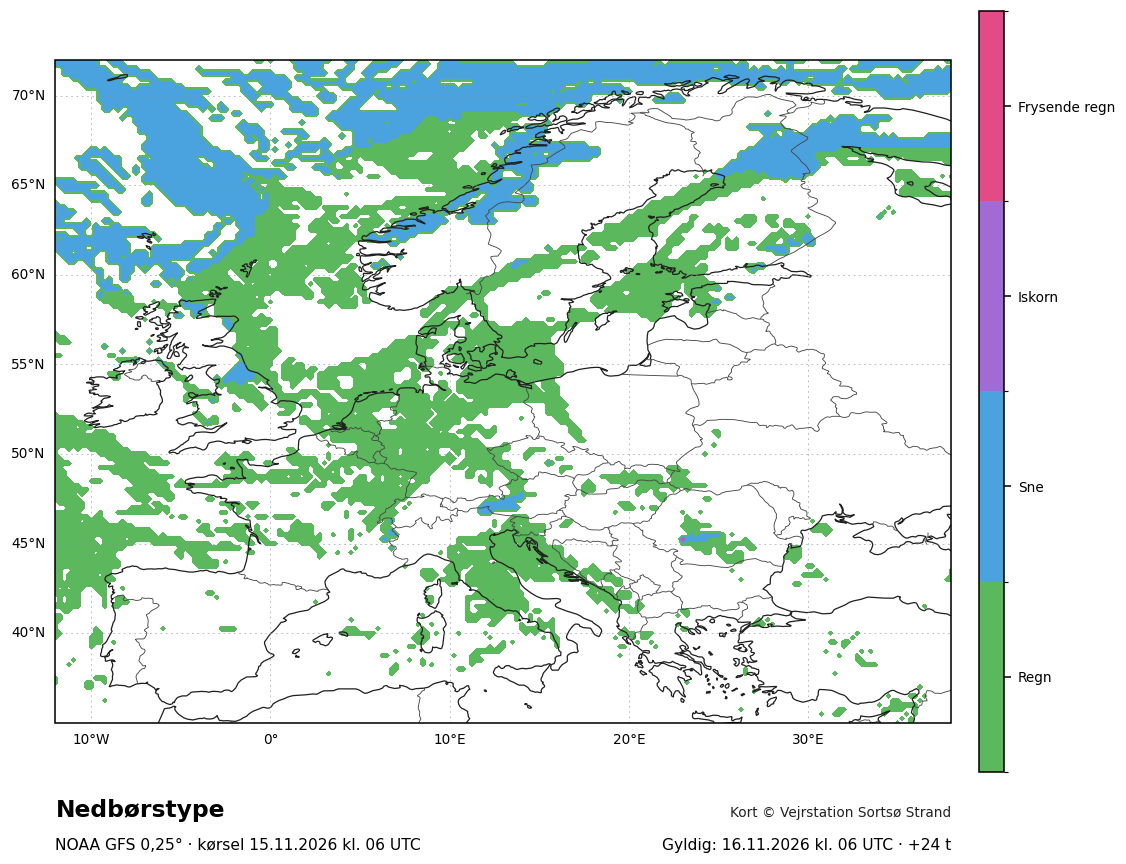 70°N
65°N
60°N
55°N
50°N
45°N
40°N
10°W
0°
10°E
20°E
30°E
Frysende regn
Iskorn
Sne
Regn
Nedbørstype
Kort © Vejrstation Sortsø Strand
NOAA GFS 0,25° · kørsel 15.11.2026 kl. 06 UTC
Gyldig: 16.11.2026 kl. 06 UTC · +24 t